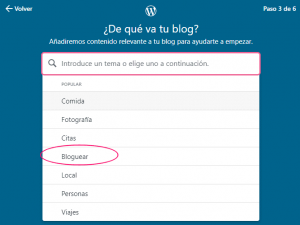 Volver
Paso 3 de 6
¿De qué va tu blog?
Añadiremos contenido relevante a tu blog para ayudarte a empezar.
Introduce un tema o elige uno a continuación.
POPULAR
Comida
Fotografía
Citas
Bloguear
Local
Personas
Viajes